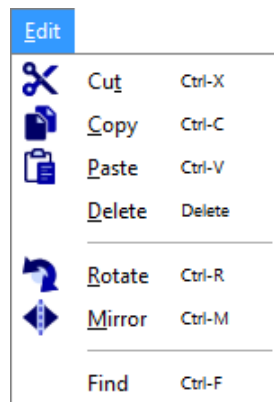 Edit
Cut Ctrl-X
Copy Ctrl-C
Paste Ctrl-V
Delete Delete
Rotate Ctrl-R
Mirror Ctrl-M
Find Ctrl-F